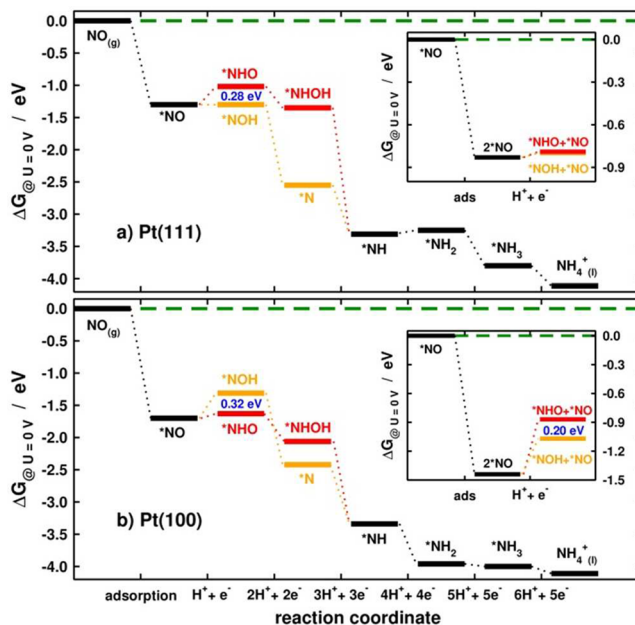 0.0
-0.5
-1.0
-1.5
-2.0
-2.5
-3.0
-3.5
-4.0
ΔG@ U = 0 V / eV
NO(g)
*NO
*NHO
0.28 eV
*NOH
*NHOH
*N
*NH
*NH2
*NH3
NH4+ (l)
a) Pt(111)
*NO
2*NO
*NHO+*NO
*NOH+*NO
ads
H+ + e-
0.0
-0.3
-0.6
-0.9
ΔG@ U = 0 V / eV
0.0
-0.5
-1.0
-1.5
-2.0
-2.5
-3.0
-3.5
-4.0
ΔG@ U = 0 V / eV
NO(g)
*NO
*NOH
0.32 eV
*NHO
*NHOH
*N
*NH
*NH2
*NH3
NH4+ (l)
b) Pt(100)
*NO
2*NO
*NHO+*NO
0.20 eV
*NOH+*NO
ads
H+ + e-
0.0
-0.5
-1.0
-1.5
ΔG@ U = 0 V / eV
adsorption H+ + e- 2H+ + 2e- 3H+ + 3e- 4H+ + 4e- 5H+ + 5e- 6H+ + 5e-
reaction coordinate